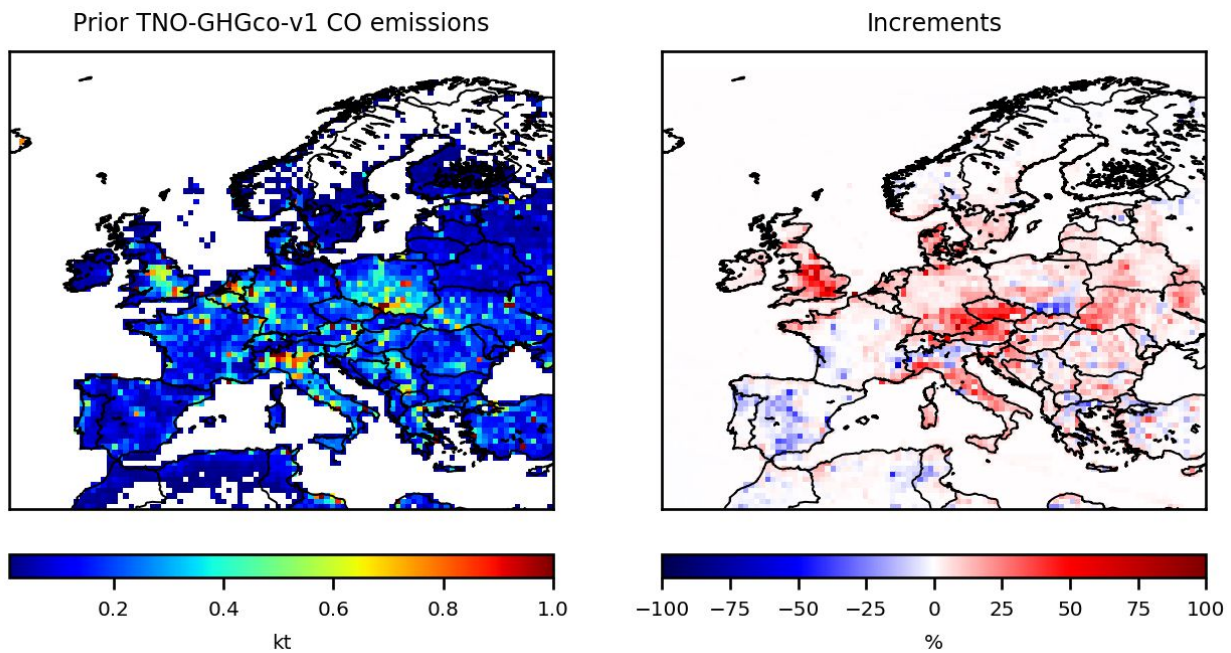 Prior TNO-GHGco-v1 CO emissions
Increments
0.2 0.4 0.6 0.8 1.0
kt
−100 −75 −50 −25 0 25 50 75 100
%